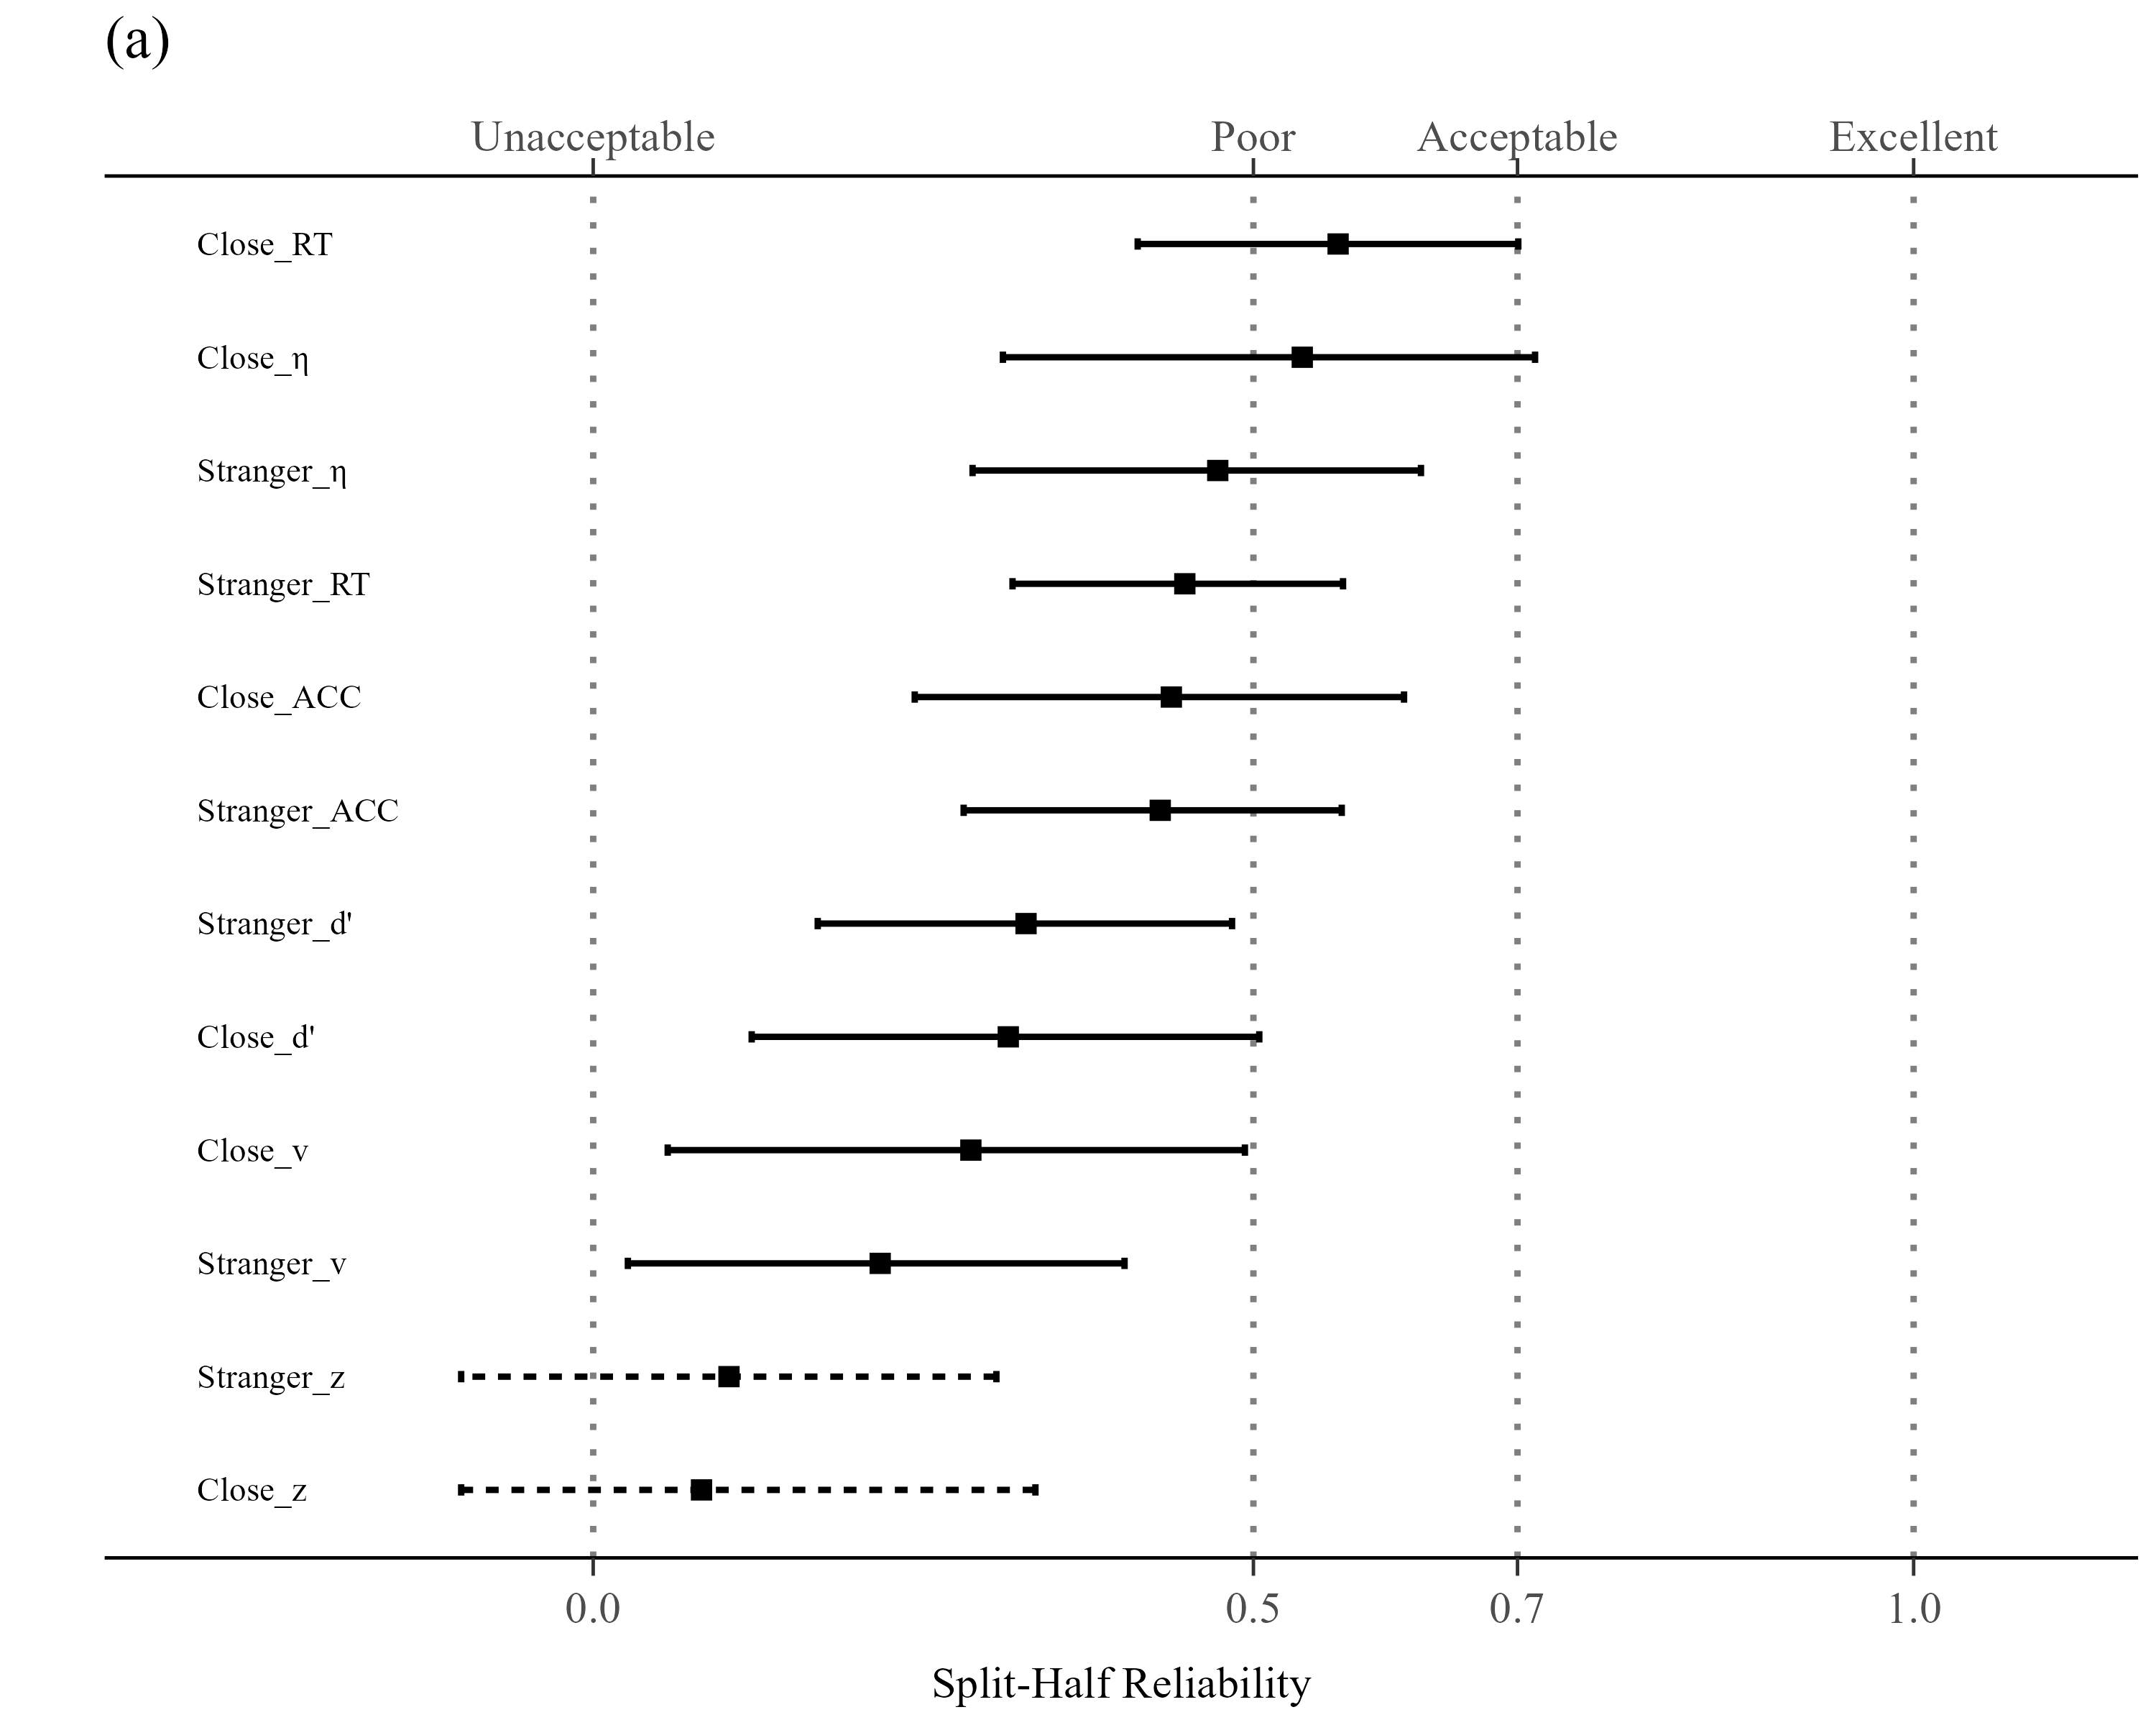 (a)
Unacceptable Poor Acceptable Excellent
Close_RT
Close_η
Stranger_η
Stranger_RT
Close_ACC
Stranger_ACC
Stranger_d'
Close_d'
Close_v
Stranger_v
Stranger_z
Close_z
0.0 0.5 0.7 1.0
Split-Half Reliability